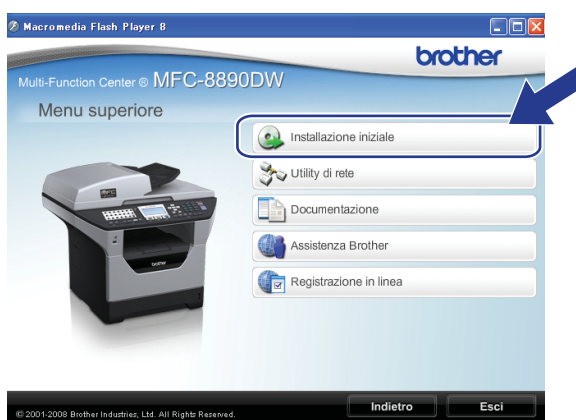 Macromedia Flash Player 8
brother
Multi-Function Center ® MFC-8890DW
Menu superiore
Installazione iniziale
Utility di rete
Documentazione
Assistenza Brother
Registrazione in linea
Indietro
Esci
© 2001-2008 Brother Industries, Ltd. All Rights Reserved.